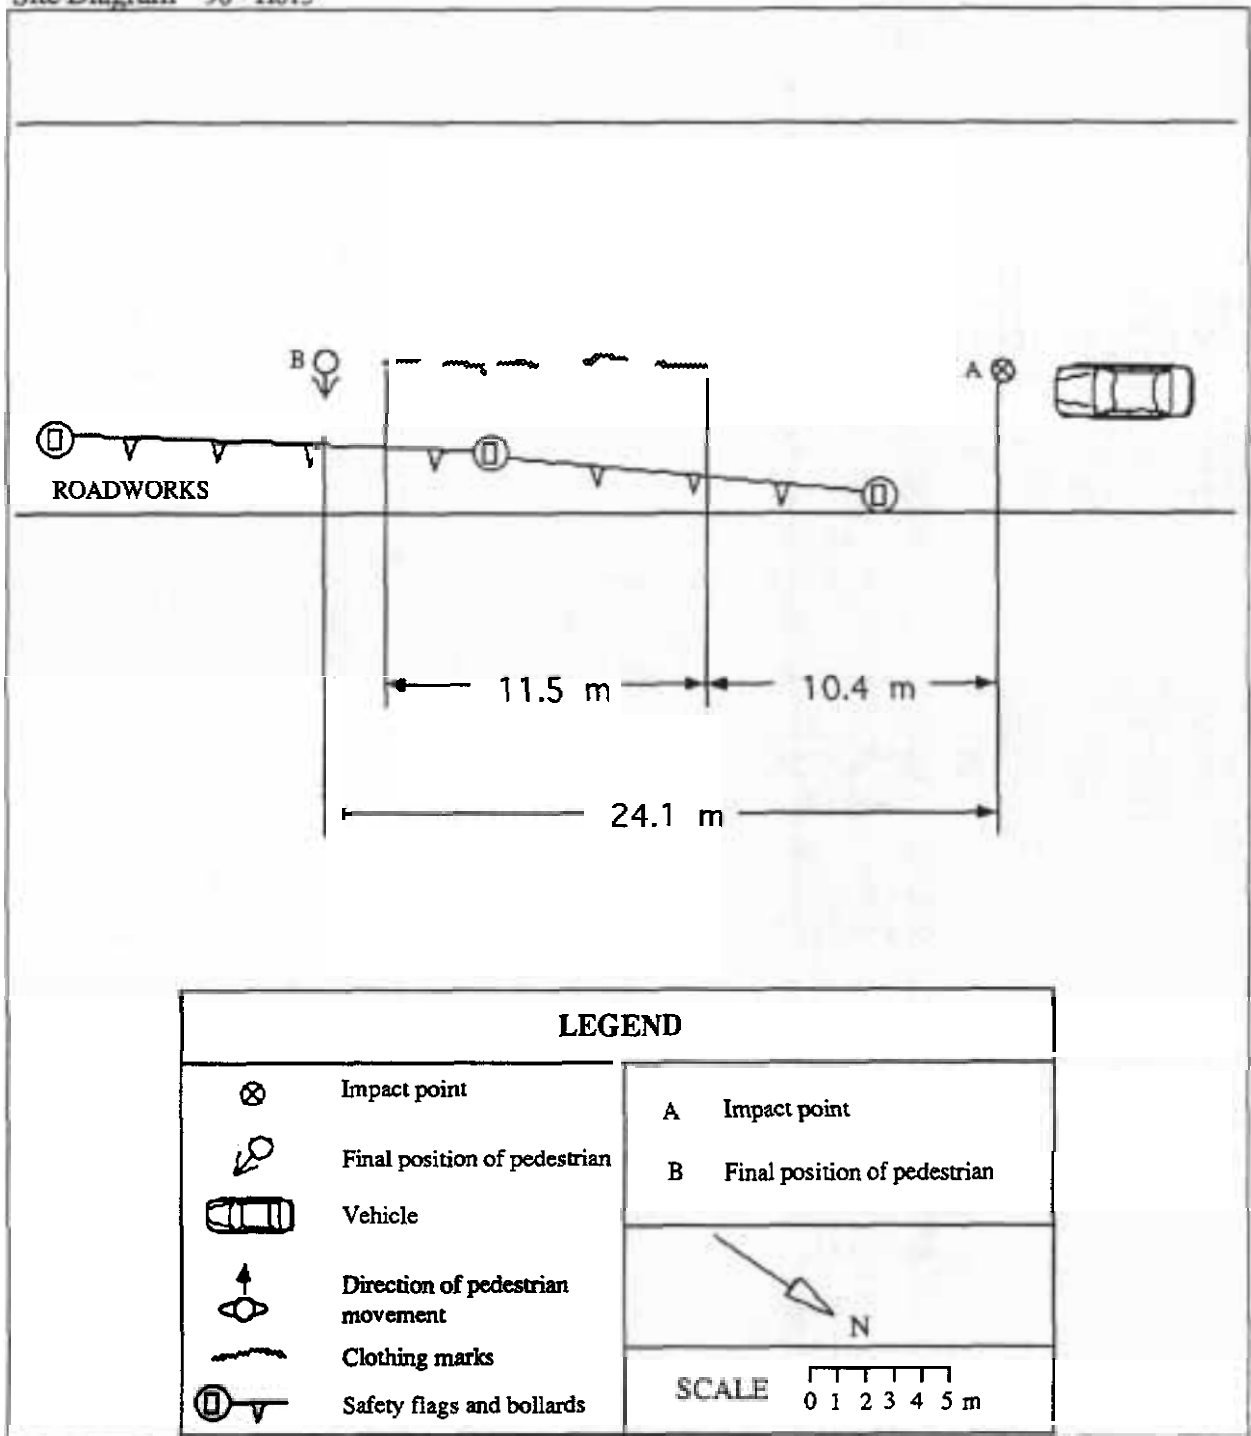 Site Diagram
B
A
ROADWORKS
11.5 m
10.4 m
24.1 m
LEGEND
Impact point
Final position of pedestrian
Vehicle
Direction of pedestrian
movement
Clothing marks
Safety flags and bollards
A Impact point
B Final position of pedestrian
N
SCALE
0 1 2 3 4 5 m